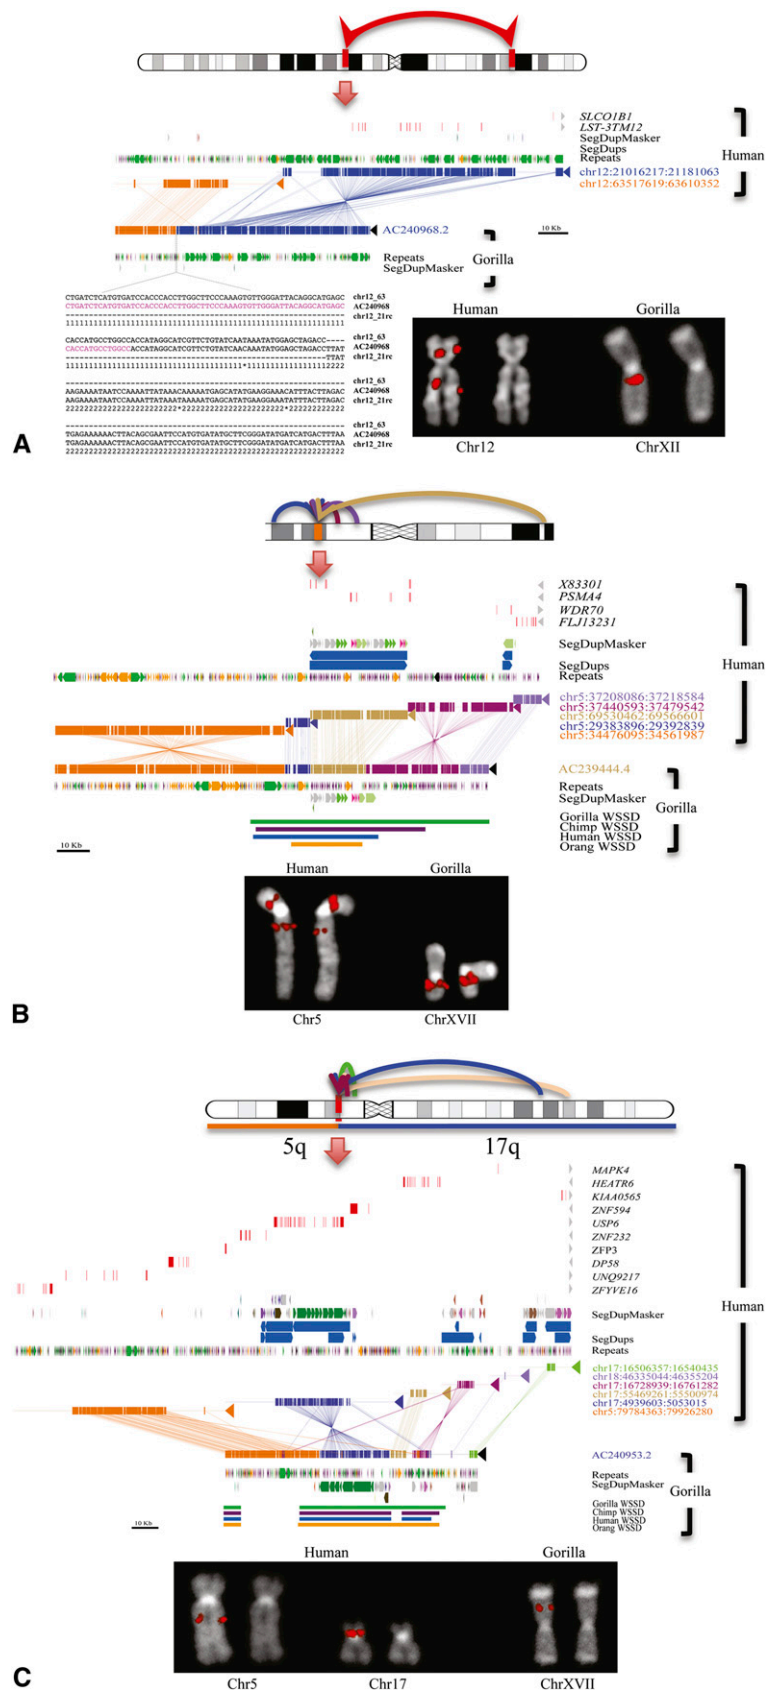 SLCO1B1
LST-3TM12
SegDupMasker
SegDups
Repeats
Human
chr12:21016217:21181063
chr12:63517619:63610352
AC240968.2
10 Kb
Repeats
SegDupMasker
Gorilla
CTGATCTCATGTGATCCACCCACCTTGGCTTCCCAAAGTGTTGGGATTACAGGCATGAGC chr12_63
CTGATCTCATGTGATCCACCCACCTTGGCTTCCCAAAGTGTTGGGATTACAGGCATGAGC AC240968
chr12_21rc
CACCATGCCTGGCCACCATAGGCATCGTTCTGTATCAATAAATATGGAGCTAGACC---- chr12_63
CACCATGCCTGGCCACCATAGGCATCGTTCTGTATCAACAAATATGGAGCTAGACCTTAT AC240968
TTAT chr12_21rc
chr12_63
AAGAAAATAATCCAAAATTATAAACAAAAATGAGCATATGAAGGAAACATTTACTTAGAC AC240968
AAGAAAATAATCCAAAATTATAAATAAAAATGAGCATATGAAGGAAATATTTACTTAGAC chr12_21rc
chr12_63
TGAGAAAAAACTTACAGCGAATTCCATGTGATATGCTTCGGGATATGATCATGACTTTAA AC240968
TGAGAAAAAACTTACAGCGAATTCCATGTGATATGCTTCGGGATATGATCATGACTTTAA chr12_21rc
Human
Gorilla
Chr12
ChrXII
A
X83301
PSMA4
WDR70
FLJ13231
SegDupMasker
SegDups
Repeats
Human
chr5:37208086:37218584
chr5:37440593:37479542
chr5:69530462:69566601
chr5:29383896:29392839
chr5:34476095:34561987
AC239444.4
Repeats
SegDupMasker
Gorilla
Gorilla WSSD
Chimp WSSD
Human WSSD
Orang WSSD
10 Kb
Human
Gorilla
Chr5
ChrXVII
B
5q
17q
MAPK4
HEATR6
KIAA0565
ZNF594
USP6
ZNF232
ZFP3
DP58
UNQ9217
ZFYVE16
SegDupMasker
SegDups
Repeats
Human
chr17:16506357:16540435
chr18:46335044:46355204
chr17:16728939:16761282
chr17:55469261:55500974
chr17:4939603:5053015
chr5:79784363:79926280
AC240953.2
Repeats
SegDupMasker
Gorilla
Gorilla WSSD
Chimp WSSD
Human WSSD
Orang WSSD
10 Kb
Human
Gorilla
Chr5
Chr17
ChrXVII
C